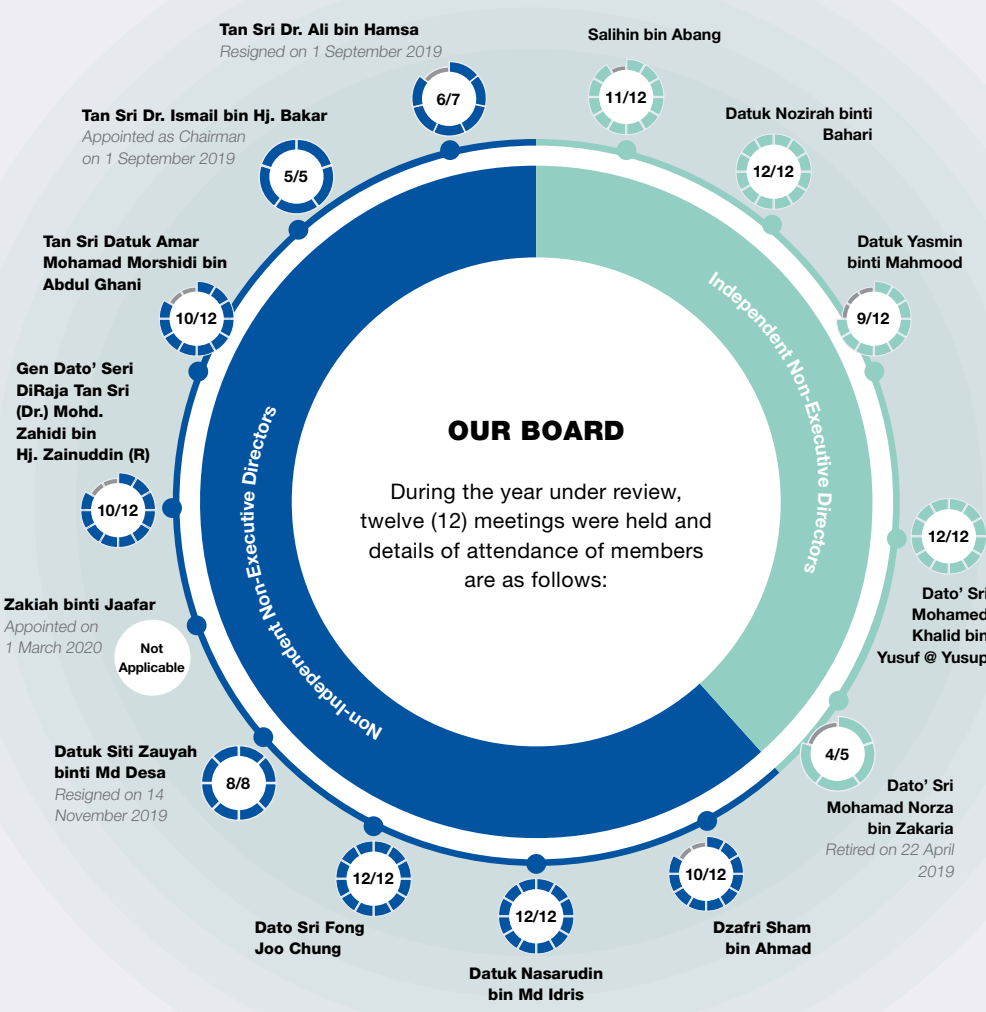 Tan Sri Dr. Ali bin Hamsa
Resigned on 1 September 2019
6/7
Salihin bin Abang
11/12
Tan Sri Dr. Ismail bin Hj. Bakar
Appointed as Chairman
on 1 September 2019
5/5
Datuk Nozirah binti
Bahari
12/12
Tan Sri Datuk Amar
Mohamad Morshidi bin
Abdul Ghani
10/12
Datuk Yasmin
binti Mahmood
9/12
Gen Dato’ Seri
DiRaja Tan Sri
(Dr.) Mohd.
Zahidi bin
Hj. Zainuddin (R)
10/12
Independent Non-Executive Directors
Non-Independent Non-Executive Directors
OUR BOARD
During the year under review,
twelve (12) meetings were held and
details of attendance of members
are as follows:
12/12
Dato’ Sri
Mohamed
Khalid bin
Yusuf @ Yusup
Zakiah binti Jaafar
Appointed on
1 March 2020
Not
Applicable
4/5
Dato’ Sri
Mohamad Norza
bin Zakaria
Retired on 22 April
2019
Datuk Siti Zauyah
binti Md Desa
Resigned on 14
November 2019
8/8
12/12
Dato Sri Fong
Joo Chung
12/12
Datuk Nasarudin
bin Md Idris
10/12
Dzafri Sham
bin Ahmad